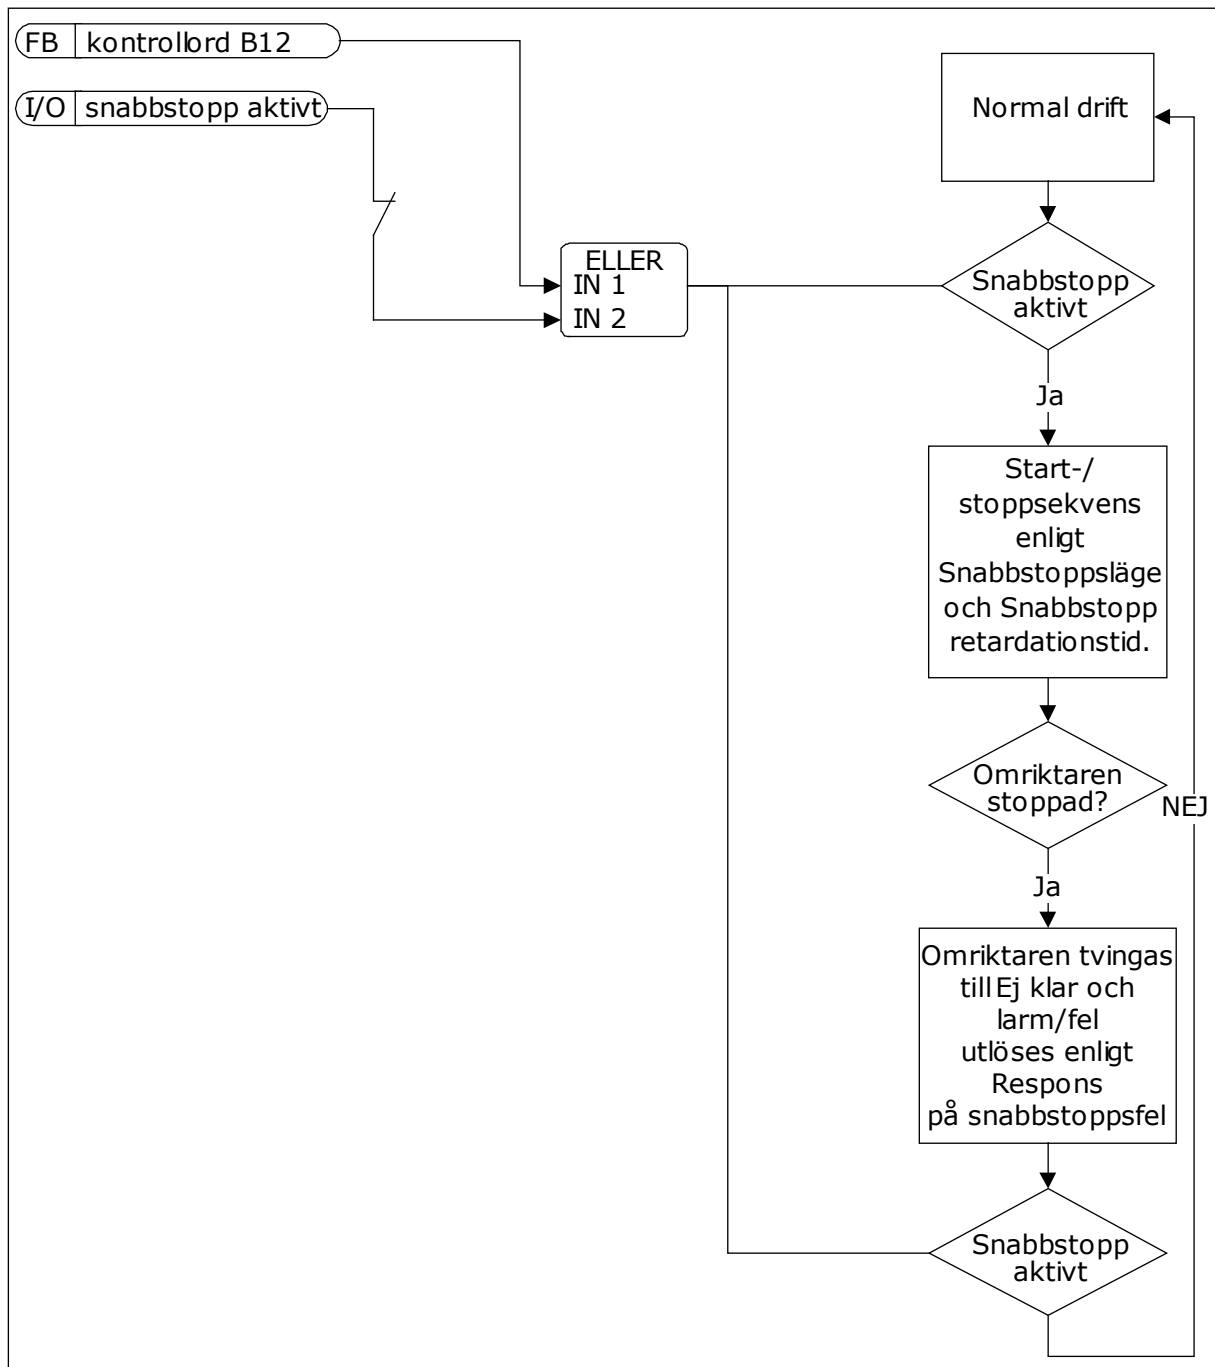 FB kontrollord B12
I/O snabbstopp aktivt
ELLER
IN 1
IN 2
Normal drift
Snabbstopp
aktivt
Ja
Start-/
stoppsekvens
enligt
Snabbstoppsläge
och Snabbstopp
retardationstid.
Omriktaren
stoppad?
NEJ
Ja
Omriktaren tvingas
till Ej klar och
larm/fel
utlöses enligt
Respons
på snabbstoppsfel
Snabbstopp
aktivt